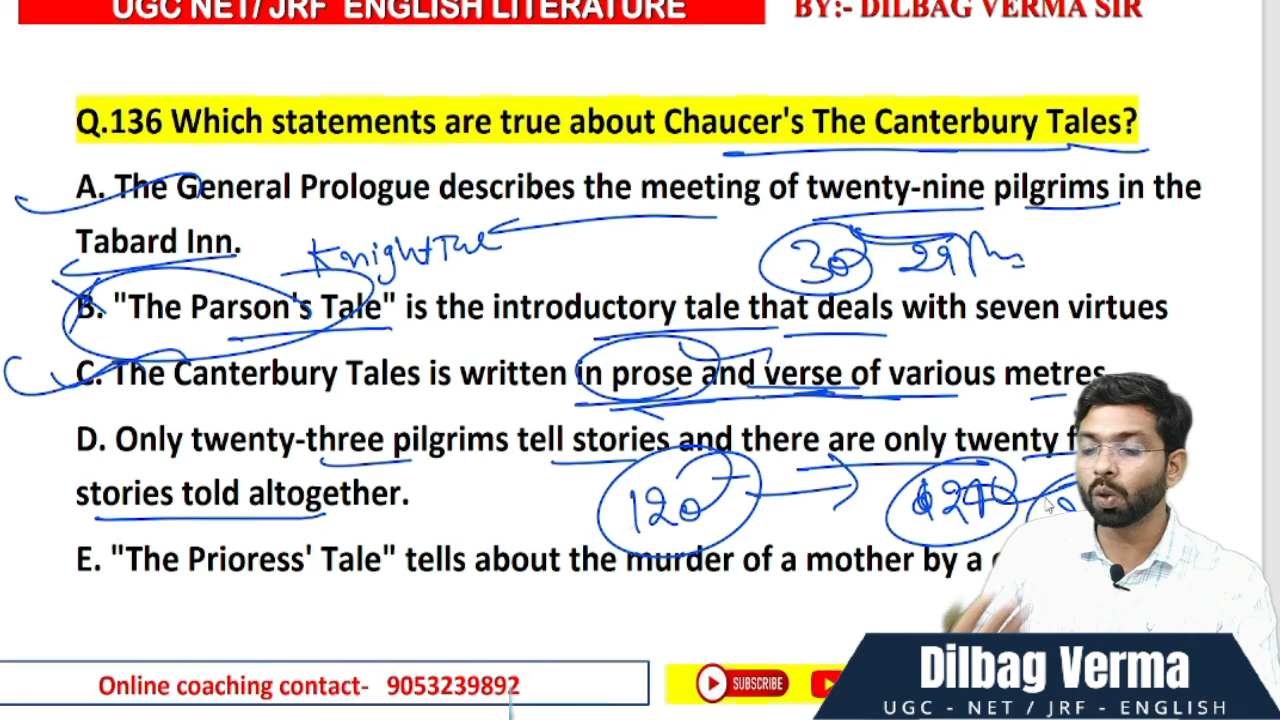 UGC NET/ JRF ENGLISH LITERATURE BY:- DILBAG VERMA SIR
Q.136 Which statements are true about Chaucer's The Canterbury Tales?
A. The General Prologue describes the meeting of twenty-nine pilgrims in the
Tabard Inn.
Knight Tale
30 29
B. "The Parson's Tale" is the introductory tale that deals with seven virtues
C. The Canterbury Tales is written in prose and verse of various metres
D. Only twenty-three pilgrims tell stories and there are only twenty
stories told altogether.
120
E. "The Prioress' Tale" tells about the murder of a mother by a
Online coaching contact- 9053239892
SUBSCRIBE
Dilbag Verma
UGC - NET / JRF - ENGLISH